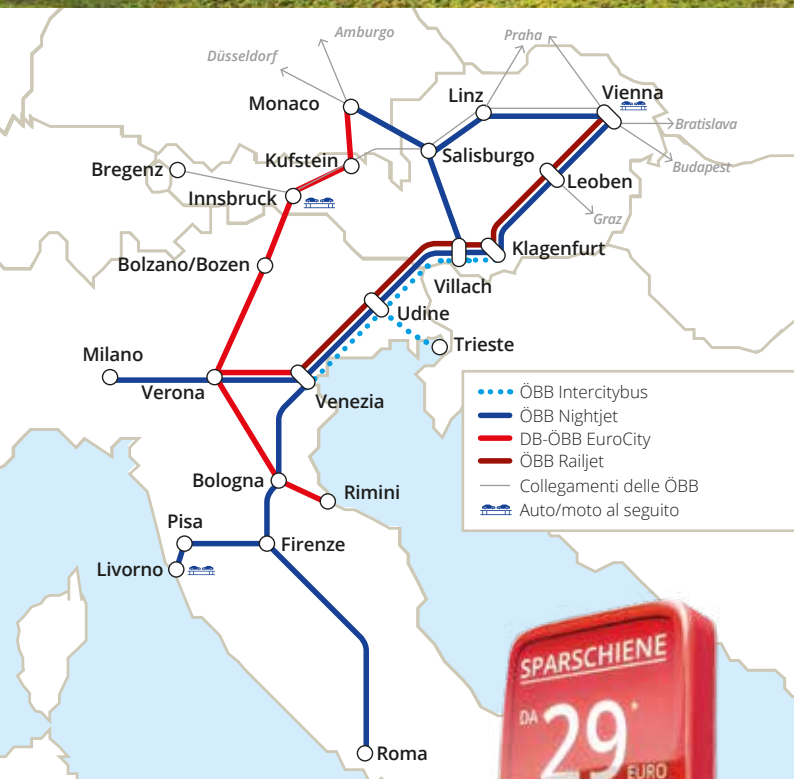 Amburgo
Praha
Düsseldorf
Monaco
Linz
Vienna
Bratislava
Kufstein
Salisburgo
Bregenz
Budapest
Innsbruck
Leoben
Graz
Klagenfurt
Bolzano/Bozen
Villach
Udine
Trieste
Milano
Verona
Venezia
ÖBB Intercitybus
ÖBB Nightjet
DB-ÖBB EuroCity
ÖBB Railjet
Collegamenti delle ÖBB
Auto/moto al seguito
Bologna
Rimini
Pisa
Firenze
Livorno
Roma
SPARSCHIENE
DA 29*
EURO